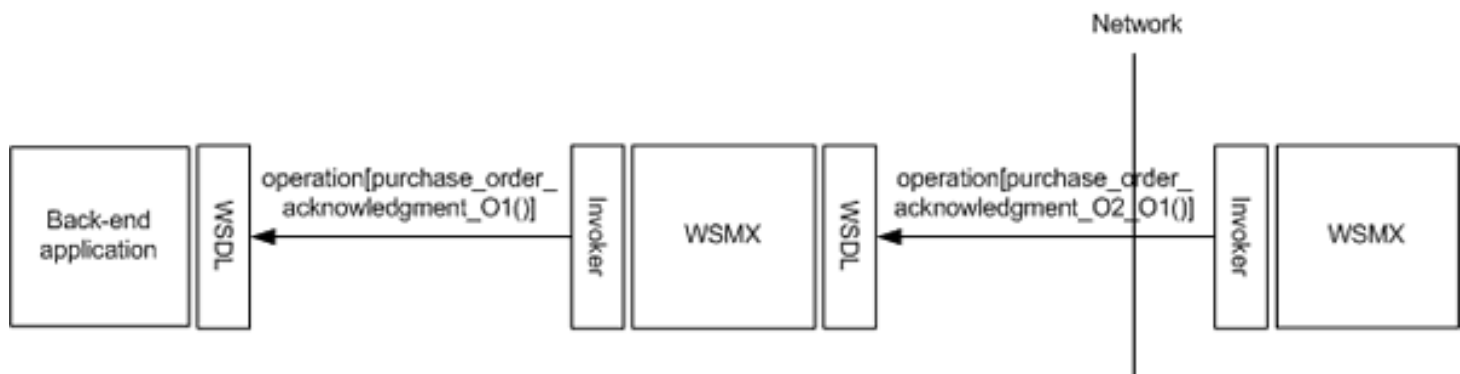 Network
Back-end
application
WSDL
operation[purchase_order_
acknowledgment_O1()]
Invoker
WSMX
WSDL
operation[purchase_order_
acknowledgment_O2_O1()]
Invoker
WSMX